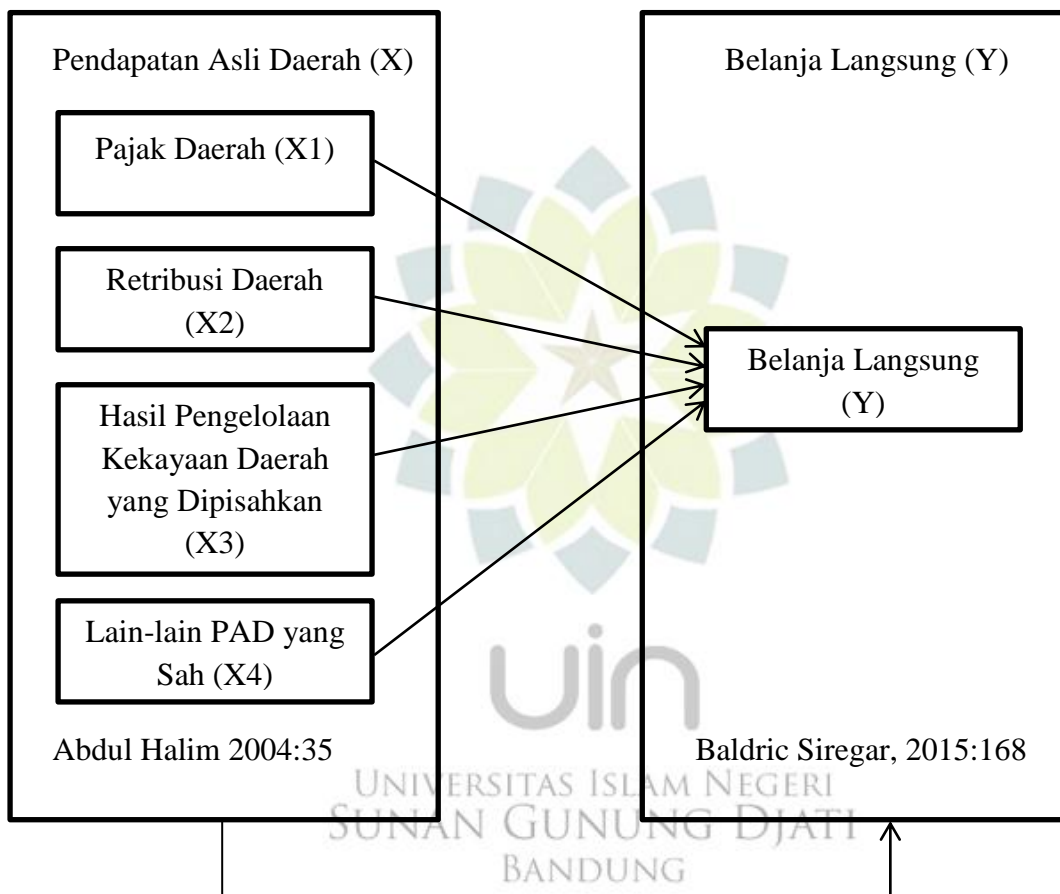 Pendapatan Asli Daerah (X)
Pajak Daerah (X1)
Retribusi Daerah
(X2)
Hasil Pengelolaan
Kekayaan Daerah
yang Dipisahkan
(X3)
Lain-lain PAD yang
Sah (X4)
Abdul Halim 2004:35
Belanja Langsung (Y)
Belanja Langsung
(Y)
Baldric Siregar, 2015:168
uin
UNIVERSITAS ISLAM NEGERI
SUNAN GUNUNG DJATI
BANDUNG